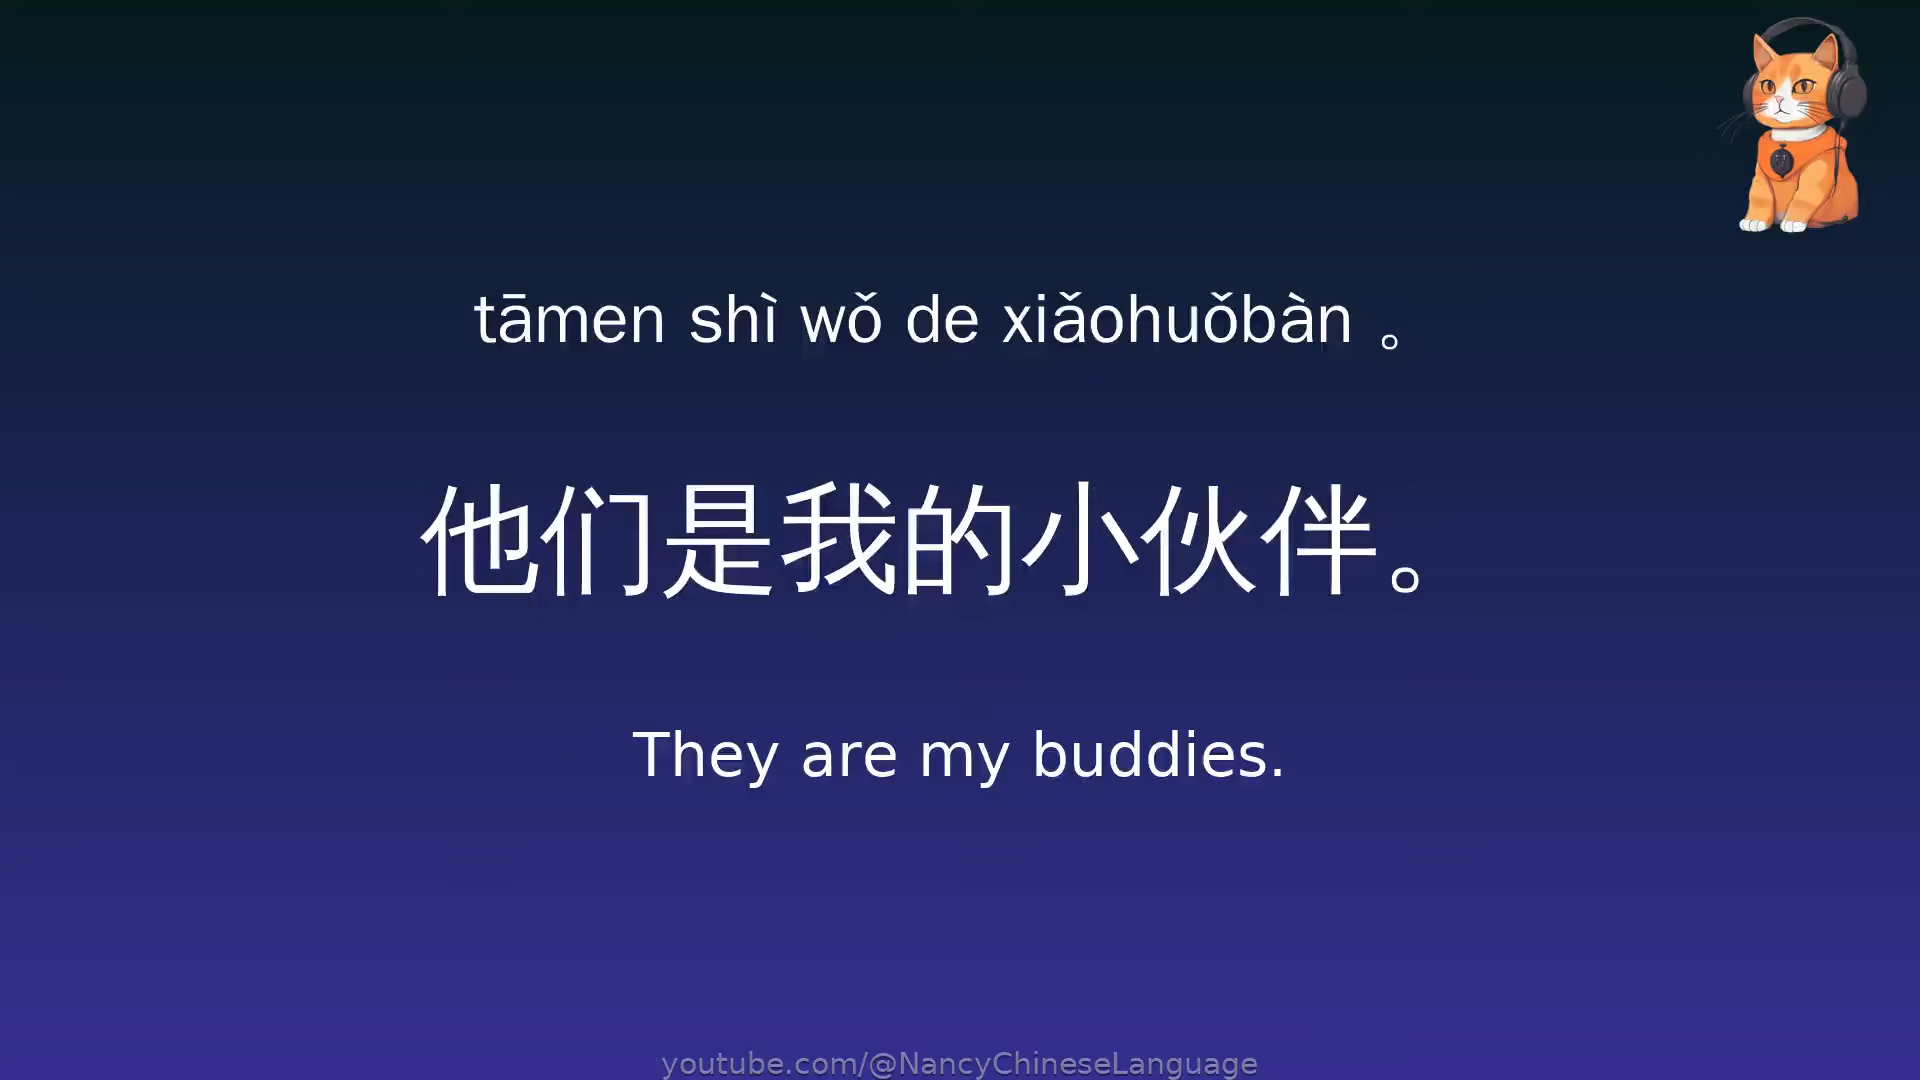 tāmen shì wǒ de xiǎohuǒbàn 。
他们是我的小伙伴。
They are my buddies.
youtube.com/@NancyChineseLanguage